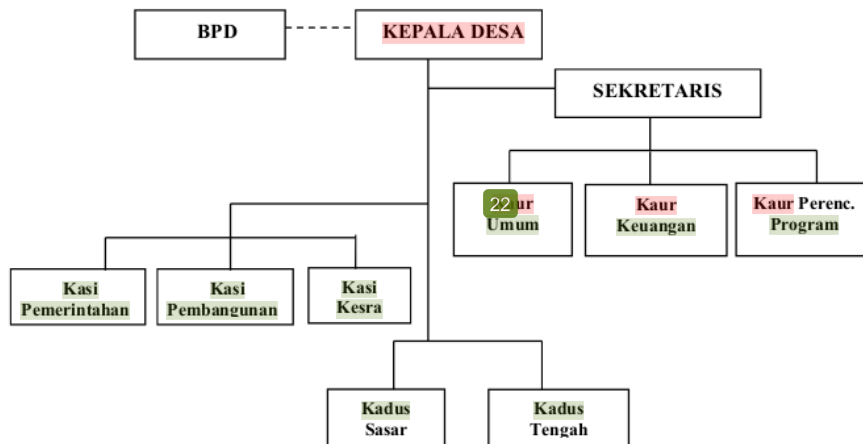 BPD
KEPALA DESA
SEKRETARIS
22
Umum
Kaur
Keuangan
Kaur Perenc.
Program
Kasi
Pemerintahan
Kasi
Pembangunan
Kasi
Kesra
Kadus
Sasar
Kadus
Tengah